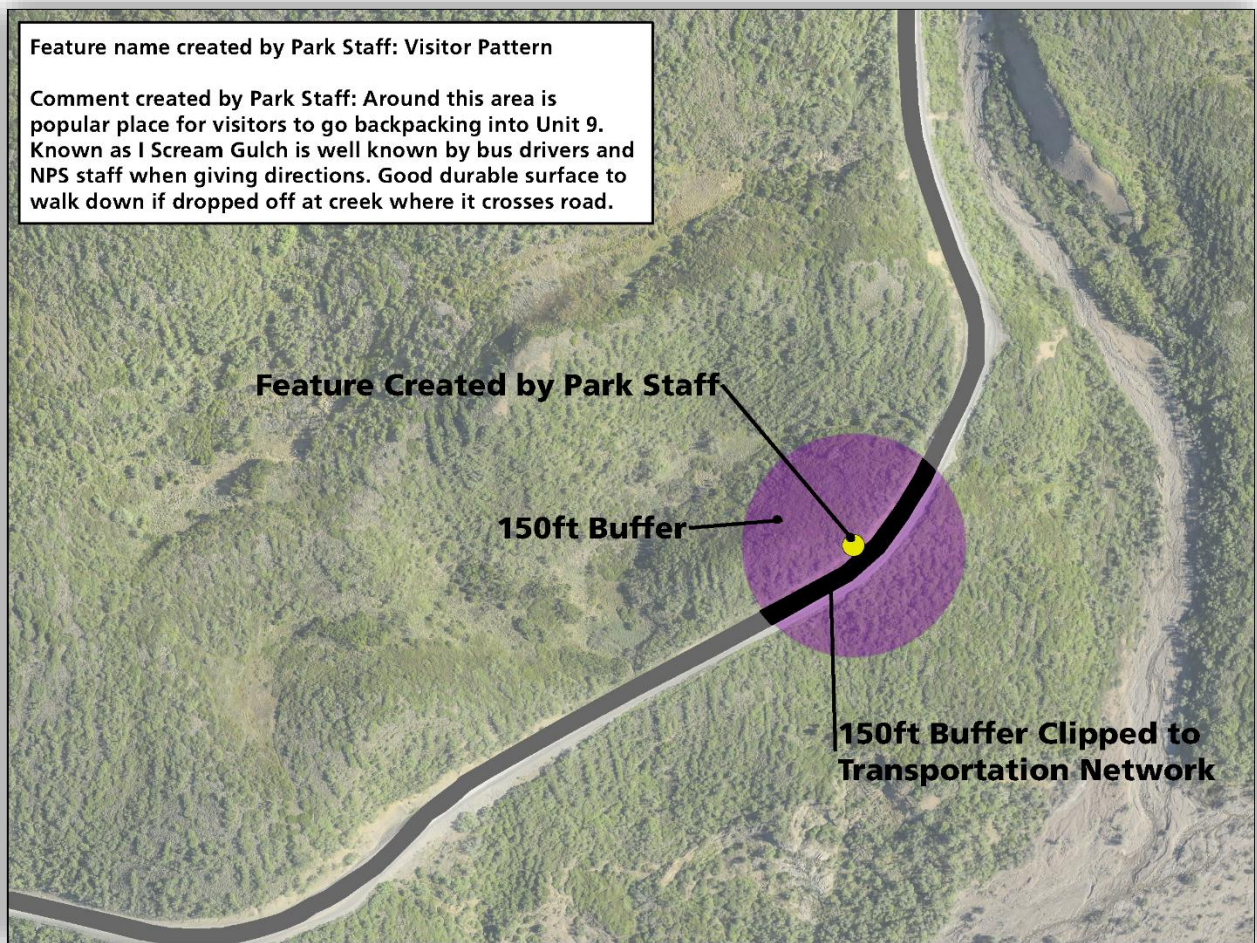 Feature name created by Park Staff: Visitor Pattern
Comment created by Park Staff: Around this area is
popular place for visitors to go backpacking into Unit 9.
Known as I Scream Gulch is well known by bus drivers and
NPS staff when giving directions. Good durable surface to
walk down if dropped off at creek where it crosses road.
Feature Created by Park Staff
150ft Buffer
150ft Buffer Clipped to
Transportation Network